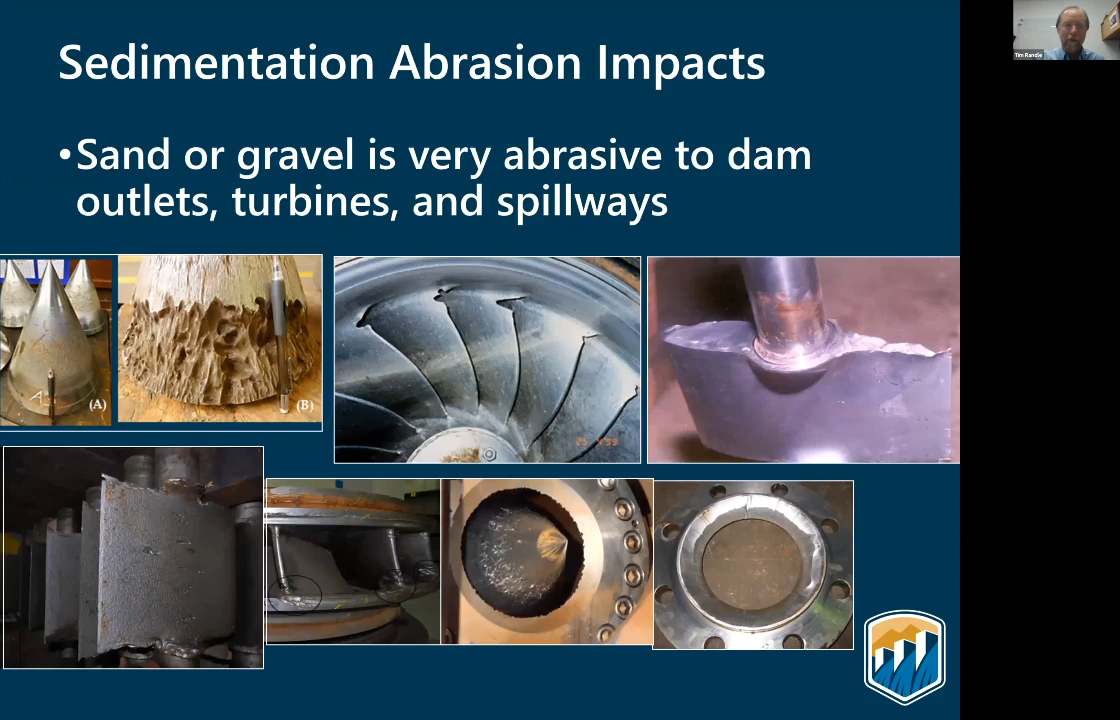 Sedimentation Abrasion Impacts
•Sand or gravel is very abrasive to dam
outlets, turbines, and spillways
(A)
(B)
Tim Randle